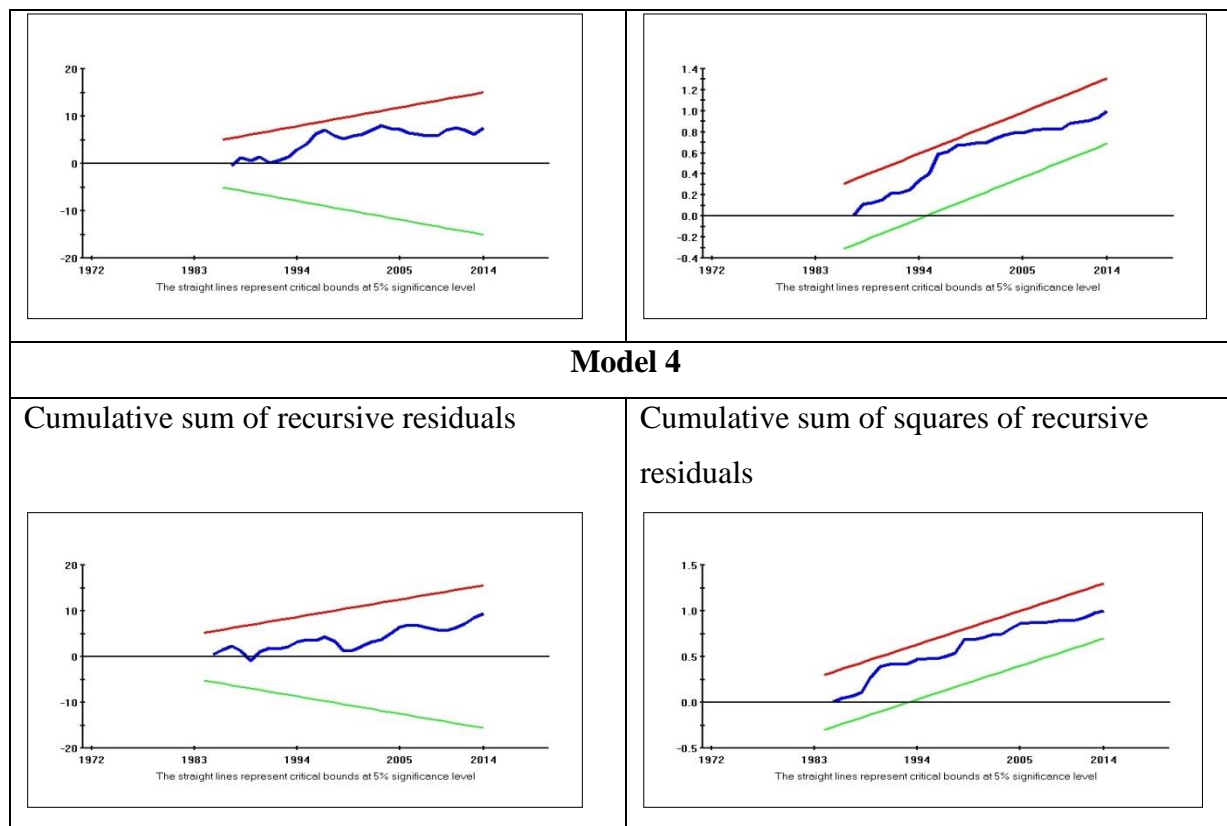 20
10
0
-10
-20
1972 1983 1994 2005 2014
The straight lines represent critical bounds at 5% significance level
1.4
1.2
1.0
0.8
0.6
0.4
0.2
0.0
-0.2
-0.4
1972 1983 1994 2005 2014
The straight lines represent critical bounds at 5% significance level
Model 4
Cumulative sum of recursive residuals
Cumulative sum of squares of recursive
residuals
20
10
0
-10
-20
1972 1983 1994 2005 2014
The straight lines represent critical bounds at 5% significance level
1.5
1.0
0.5
0.0
-0.5
1972 1983 1994 2005 2014
The straight lines represent critical bounds at 5% significance level